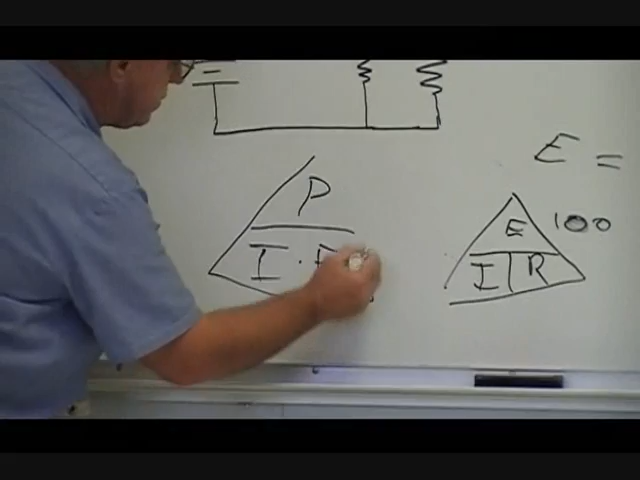 E =
P
I .
E 100
I R